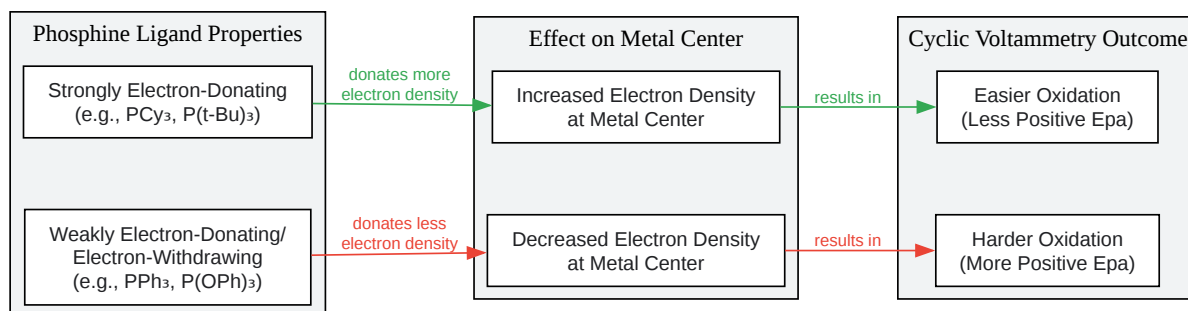 Phosphine Ligand Properties
Effect on Metal Center
Cyclic Voltammetry Outcome
Strongly Electron-Donating
(e.g., PCy₃, P(t-Bu)₃)
donates more
electron density
Increased Electron Density
at Metal Center
results in
Easier Oxidation
(Less Positive Epa)
Weakly Electron-Donating/
Electron-Withdrawing
(e.g., PPh₃, P(OPh)₃)
donates less
electron density
Decreased Electron Density
at Metal Center
results in
Harder Oxidation
(More Positive Epa)